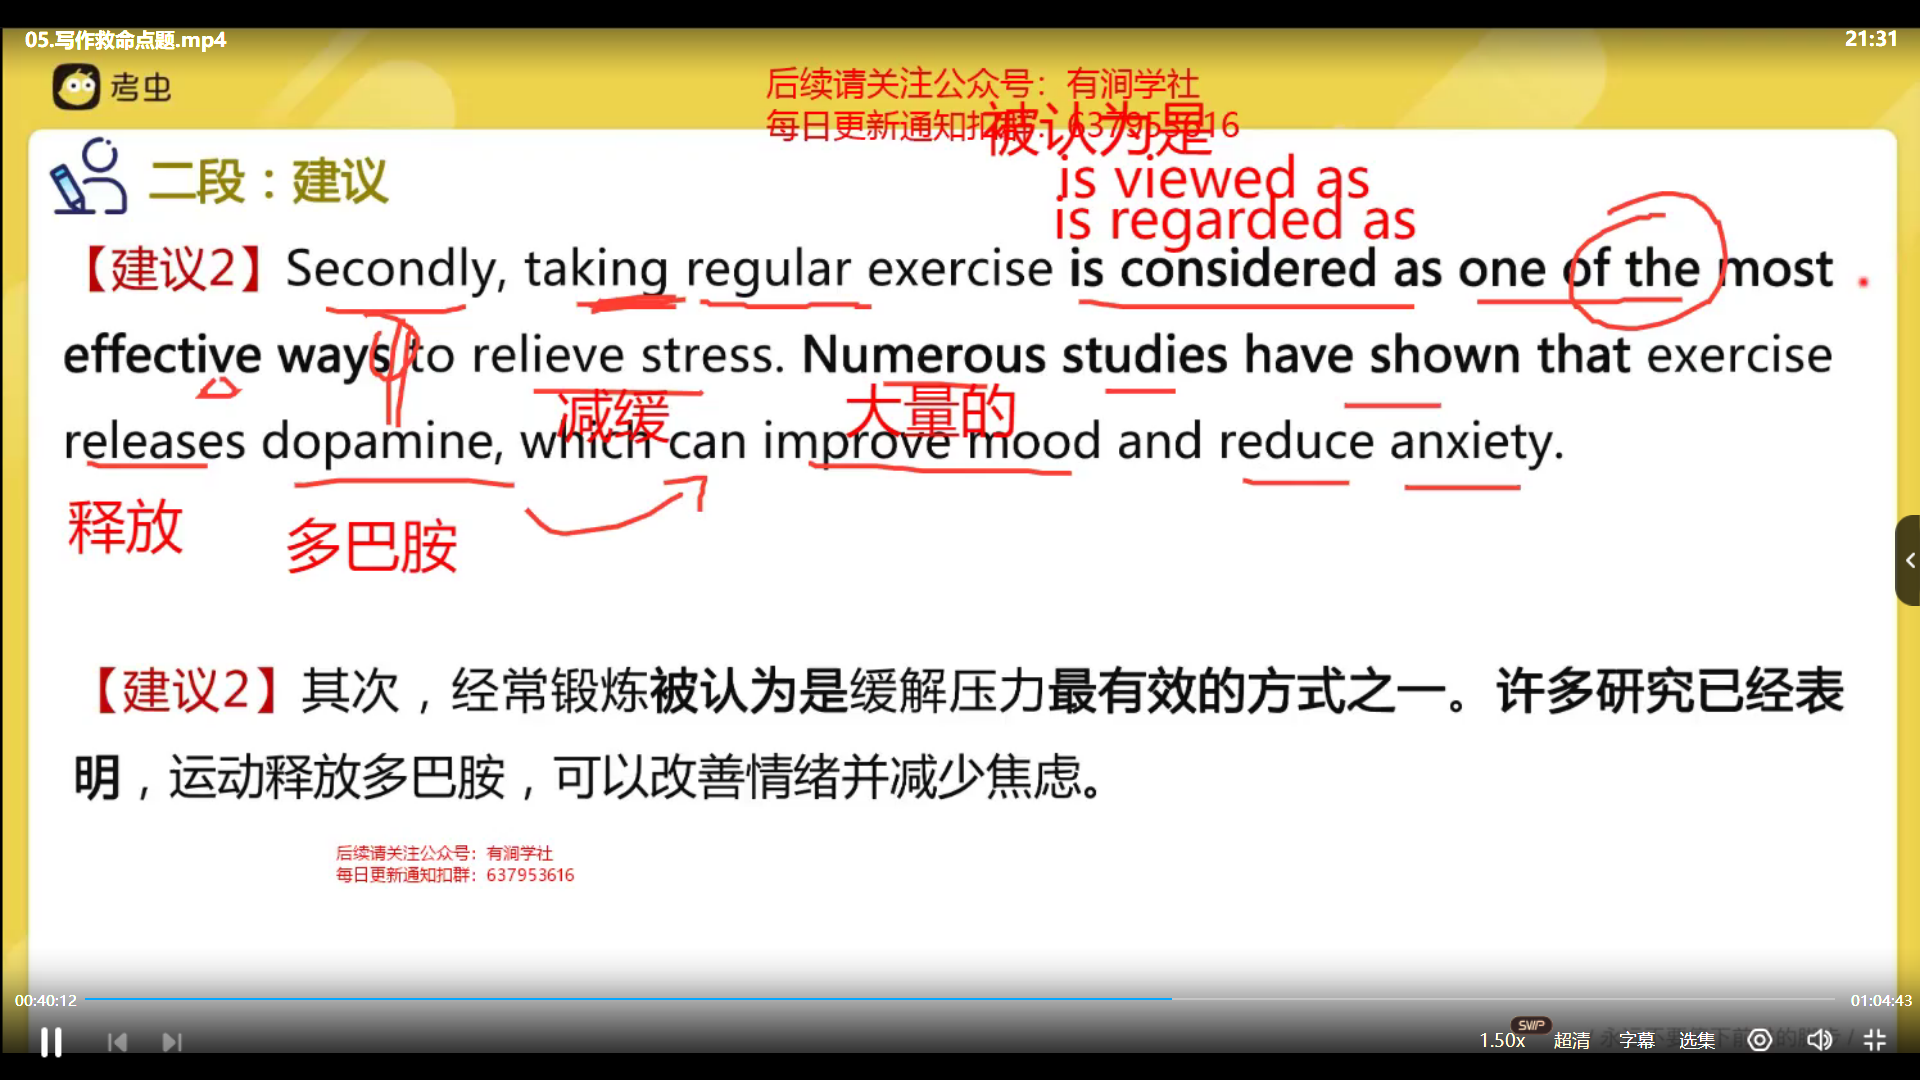 05.写作救命点题.mp4
21:31
考虫
后续请关注公众号：有涧学社
每日更新通知扣群：637953616
被认为是
is viewed as
is regarded as
二段：建议
【建议2】Secondly, taking regular exercise is considered as one of the most
effective ways to relieve stress. Numerous studies have shown that exercise
减缓 大量的
releases dopamine, which can improve mood and reduce anxiety.
释放 多巴胺
【建议2】其次，经常锻炼被认为是缓解压力最有效的方式之一。许多研究已经表
明，运动释放多巴胺，可以改善情绪并减少焦虑。
后续请关注公众号：有涧学社
每日更新通知扣群：637953616
00:40:12
01:04:43
SVIP
1.50x 超清 字幕 选集